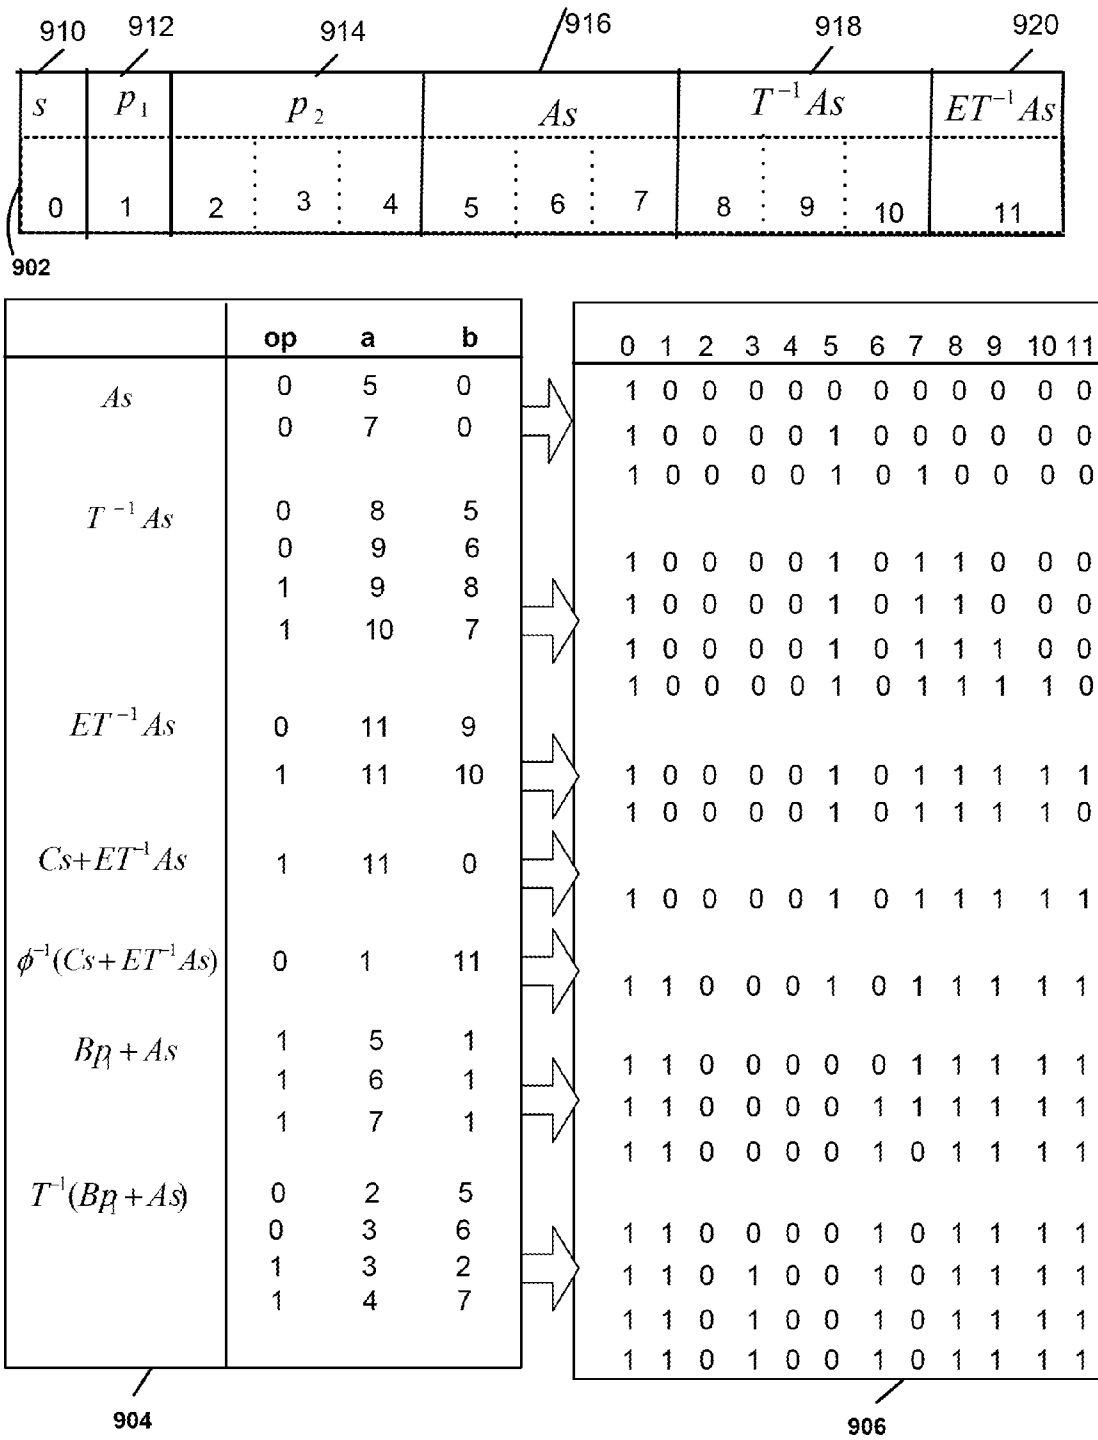 910 912 914 916 918 920
s p₁ p₂ As T⁻¹As ET⁻¹As
0 1 2 3 4 5 6 7 8 9 10 11
902
op a b
As 0 5 0
0 7 0
T⁻¹As 0 8 5
0 9 6
1 9 8
1 10 7
ET⁻¹As 0 11 9
1 11 10
Cs+ET⁻¹As 1 11 0
ϕ⁻¹(Cs+ET⁻¹As) 0 1 11
Bp₁+As 1 5 1
1 6 1
1 7 1
T⁻¹(Bp₁+As) 0 2 5
0 3 6
1 3 2
1 4 7
904
0 1 2 3 4 5 6 7 8 9 10 11
1 0 0 0 0 0 0 0 0 0 0 0
1 0 0 0 0 1 0 0 0 0 0 0
1 0 0 0 0 1 0 1 0 0 0 0
1 0 0 0 0 1 0 1 1 0 0 0
1 0 0 0 0 1 0 1 1 0 0 0
1 0 0 0 0 1 0 1 1 1 0 0
1 0 0 0 0 1 0 1 1 1 1 0
1 0 0 0 0 1 0 1 1 1 1 1
1 0 0 0 0 1 0 1 1 1 1 0
1 0 0 0 0 1 0 1 1 1 1 1
1 1 0 0 0 1 0 1 1 1 1 1
1 1 0 0 0 0 0 1 1 1 1 1
1 1 0 0 0 0 1 1 1 1 1 1
1 1 0 0 0 0 1 0 1 1 1 1
1 1 0 0 0 0 1 0 1 1 1 1
1 1 0 1 0 0 1 0 1 1 1 1
1 1 0 1 0 0 1 0 1 1 1 1
1 1 0 1 0 0 1 0 1 1 1 1
906